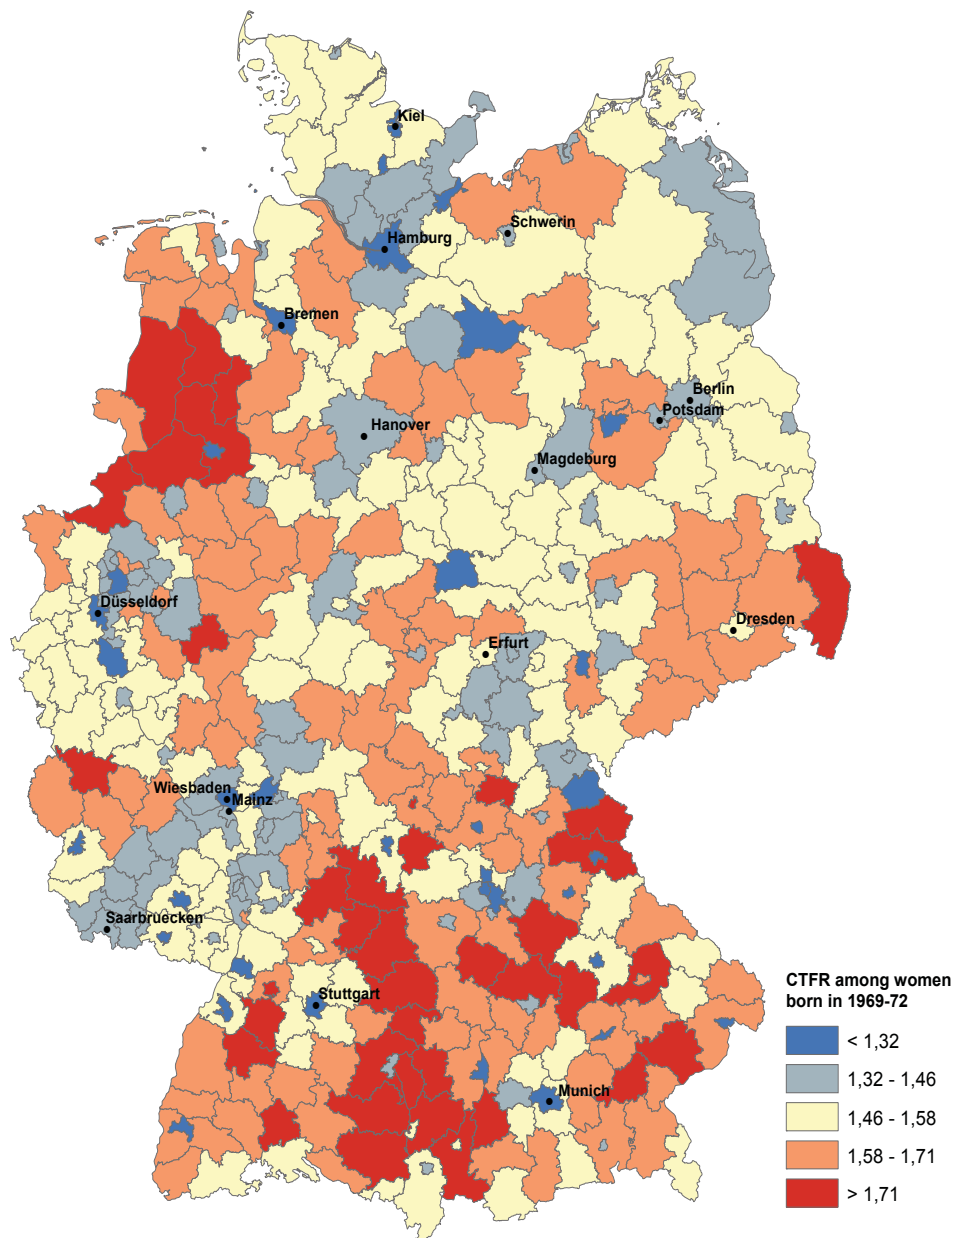 Kiel
Schwerin
Hamburg
Bremen
Berlin
Potsdam
Hanover
Magdeburg
Düsseldorf
Dresden
Erfurt
Wiesbaden
Mainz
Saarbruecken
Stuttgart
Munich
CTFR among women
born in 1969-72
< 1,32
1,32 - 1,46
1,46 - 1,58
1,58 - 1,71
> 1,71